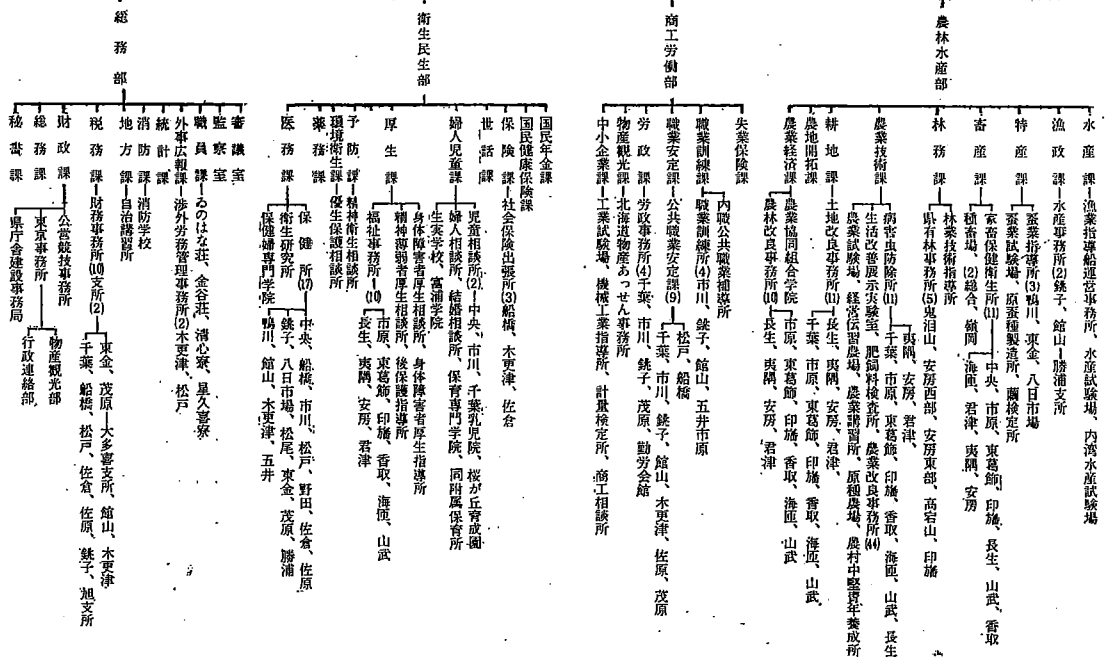 農林水産部
水産課―漁業指導船運営事務所、水産試験場、内湾水産試験場
漁政課―水産事務所(2)銚子、館山―勝浦支所
特産課
蚕業指導所(3)鴨川、東金、八日市場
蚕業試験場、原蚕種製造所、繭検定所
畜産課
家畜保健衛生所(11)
中央、市原、東葛飾、印旛、長生、山武、香取
海匝、君津、夷隅、安房
種畜場、(2)総合、嶺岡
林務課
林業技術指導所
県有林事務所(5)鬼泪山、安房西部、安房東部、高宕山、印旛
農業技術課
病害虫防除所(11)
夷隅、安房、君津、
千葉、市原、東葛飾、印旛、香取、海匝、山武、長生
生活改善展示実験室、肥飼料検査所、農業改良事務所(44)
農業試験場、経営伝習農場、農業講習所、原種農場、農村中堅青年養成所
耕地課―土地改良事務所(11)
長生、夷隅、安房、君津、
千葉、市原、東葛飾、印旛、香取、海匝、山武、
農地開拓課
農業経済課
農業協同組合学院
農林改良事務所(10)
市原、東葛飾、印旛、香取、海匝、山武
長生、夷隅、安房、君津
商工労働部
失業保険課
職業訓練課
内職公共職業補導所
職業訓練所(4)市川、銚子、館山、五井市原
職業安定課―公共職業安定課(9)
松戸、船橋
千葉、市川、銚子、館山、木更津、佐原、茂原
労政課―労政事務所(4)千葉、市川、銚子、茂原、勤労会館
物産観光課―北海道物産あっせん事務所
中小企業課―工業試験場、機械工業指導所、計量検定所、商工相談所
衛生民生部
国民年金課
国民健康保険課
保険課―社会保険出張所(3)船橋、木更津、佐倉
世話課
婦人児童課
児童相談所(2)―中央、市川、千葉乳児院、桜が丘育成園
婦人相談所、結婚相談所、保育専門学院、同附属保育所
生実学校、富浦学院
厚生課
身体障害者厚生相談所、身体障害者厚生指導所
精神薄弱者厚生相談所、後保護指導所
福祉事務所―(10)
市原、東葛飾、印旛、香取、海匝、山武
長生、夷隅、安房、君津
予防課―精神衛生相談所
環境衛生課―優生保護相談所
薬務課
医務課
保健所(17)
中央、船橋、市川、松戸、野田、佐倉、佐原
銚子、八日市場、松尾、東金、茂原、勝浦
鴨川、館山、木更津、五井
衛生研究所
保健婦専門学院
総務部
審議室
監察室
職員課―ゐのはな荘、金谷荘、清心寮、星久喜寮
外事広報課―渉外労務管理事務所(2)木更津、松戸
統計課
消防課―消防学校
地方課―自治講習所
税務課―財務事務所(10)支所(2)
東金、茂原―大多喜支所、館山、木更津
千葉、船橋、松戸、佐倉、佐原、銚子、旭支所
財政課
公営競技事務所
総務課
東京事務所
物産観光部
行政連絡部
県庁舎建設事務局
秘書課